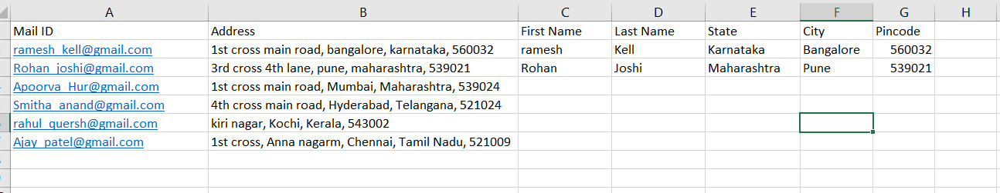 A B C D E F G H
Mail ID Address First Name Last Name State City Pincode
ramesh_kell@gmail.com 1st cross main road, bangalore, karnataka, 560032 ramesh Kell Karnataka Bangalore 560032
Rohan_joshi@gmail.com 3rd cross 4th lane, pune, maharashtra, 539021 Rohan Joshi Maharashtra Pune 539021
Apoorva_Hur@gmail.com 1st cross main road, Mumbai, Maharashtra, 539024
Smitha_anand@gmail.com 4th cross main road, Hyderabad, Telangana, 521024
rahul_quersh@gmail.com kiri nagar, Kochi, Kerala, 543002
Ajay_patel@gmail.com 1st cross, Anna nagarm, Chennai, Tamil Nadu, 521009